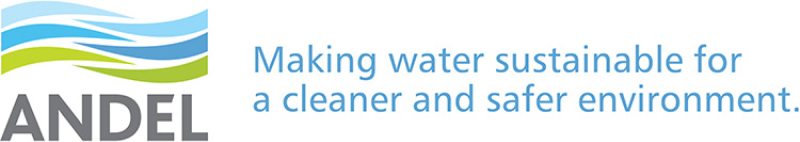 ANDEL
Making water sustainable for
a cleaner and safer environment.